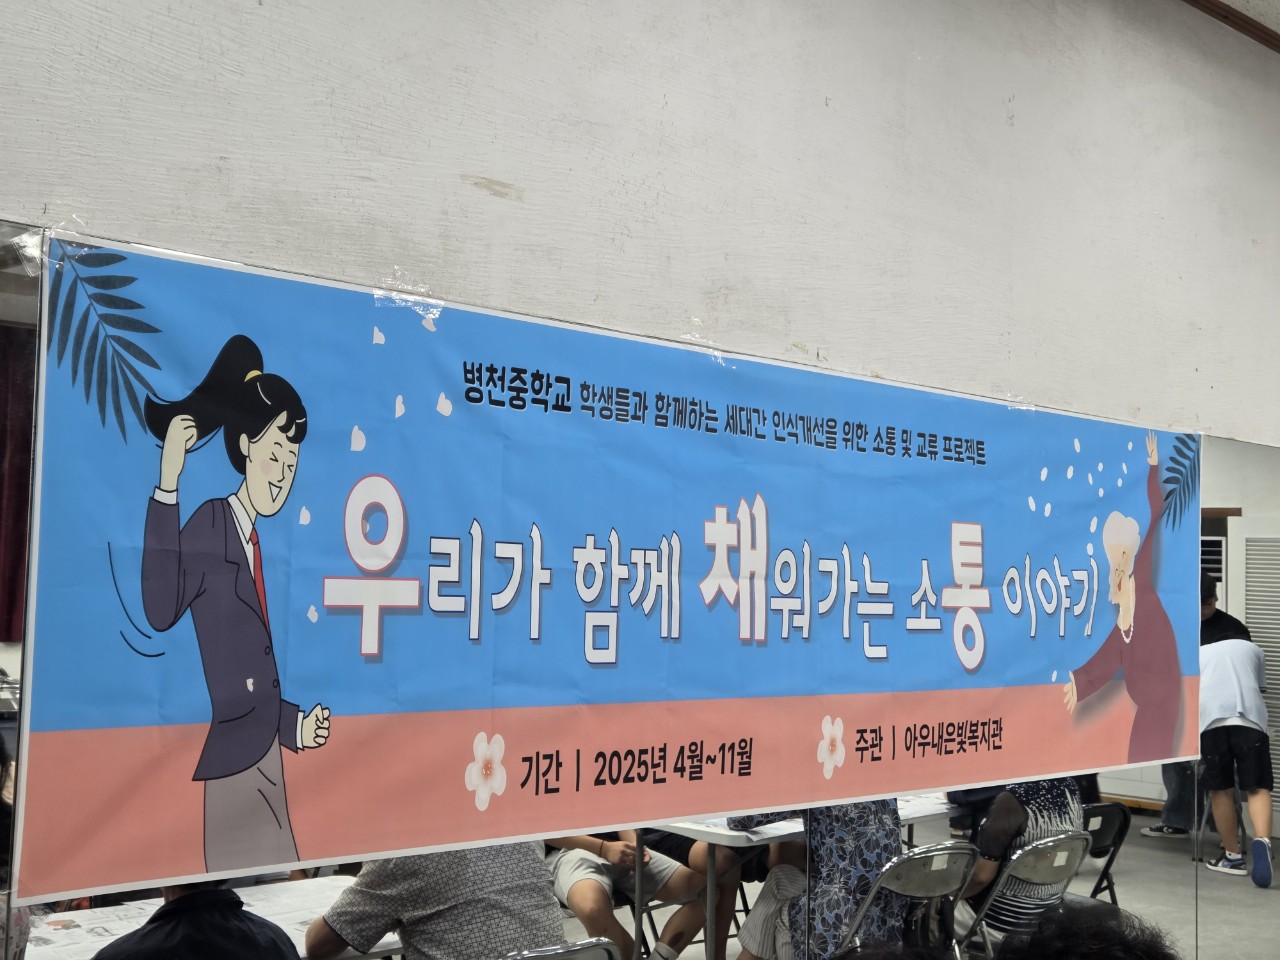 병천중학교 학생들과 함께하는 세대간 인식개선을 위한 소통 및 교류 프로젝트
우리가 함께 채워가는 소통 이야기
기간 | 2025년 4월~11월
주관 | 아우내은빛복지관